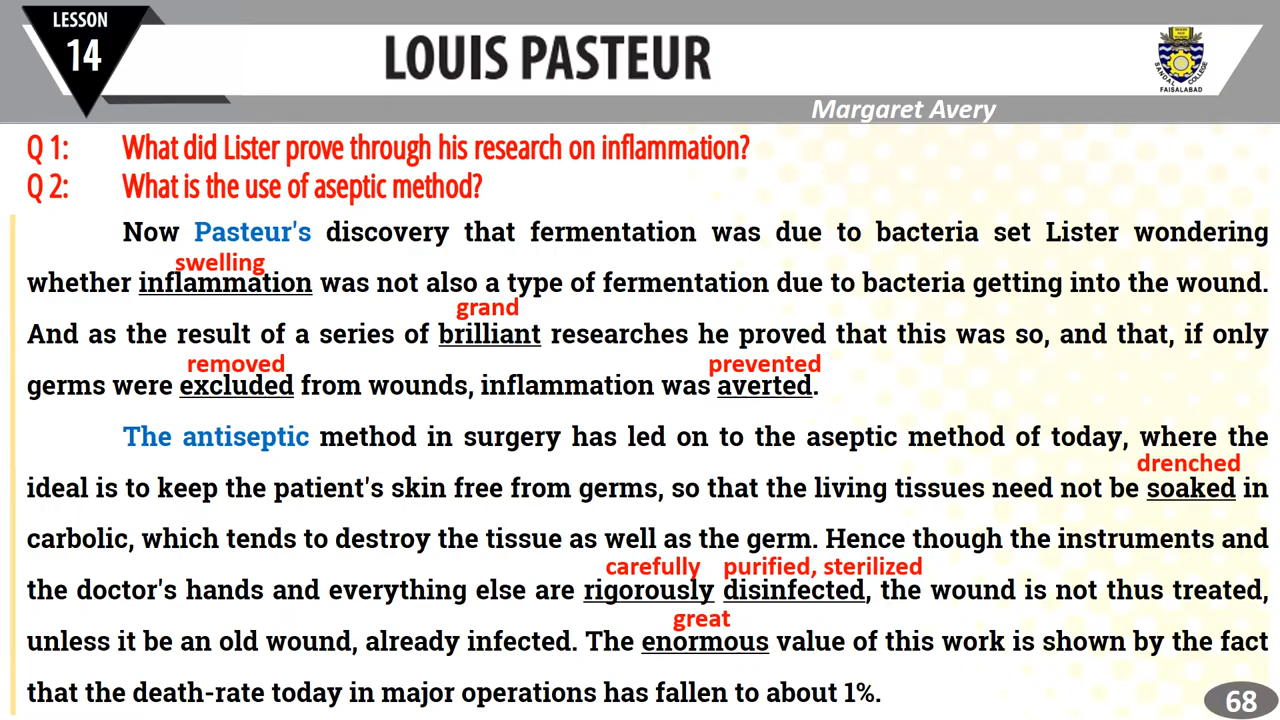 LESSON
14
LOUIS PASTEUR
SANDAL COLLEGE
FAISALABAD
Margaret Avery
Q 1: What did Lister prove through his research on inflammation?
Q 2: What is the use of aseptic method?
Now Pasteur's discovery that fermentation was due to bacteria set Lister wondering
swelling
whether inflammation was not also a type of fermentation due to bacteria getting into the wound.
grand
And as the result of a series of brilliant researches he proved that this was so, and that, if only
removed prevented
germs were excluded from wounds, inflammation was averted.
The antiseptic method in surgery has led on to the aseptic method of today, where the
drenched
ideal is to keep the patient's skin free from germs, so that the living tissues need not be soaked in
carbolic, which tends to destroy the tissue as well as the germ. Hence though the instruments and
carefully purified, sterilized
the doctor's hands and everything else are rigorously disinfected, the wound is not thus treated,
great
unless it be an old wound, already infected. The enormous value of this work is shown by the fact
that the death-rate today in major operations has fallen to about 1%.
68